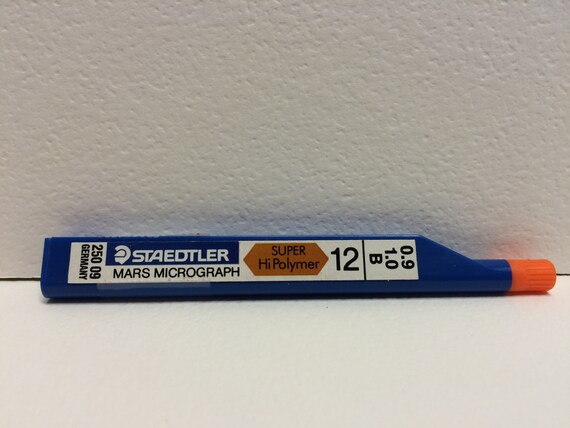 250 09
GERMANY
STAEDTLER
MARS MICROGRAPH
SUPER
Hi Polymer
12
0.9
1.0
B